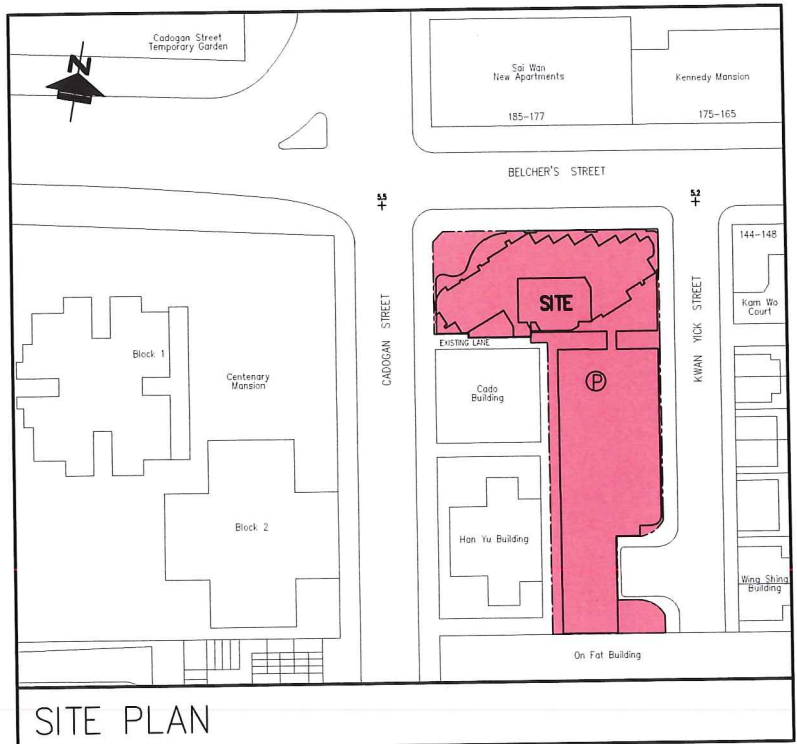 Cadogan Street
Temporary Garden
N
Sai Wan
New Apartments
185-177
Kennedy Mansion
175-165
BELCHER'S STREET
5.5
5.2
144-148
Kam Wo
Court
CADOGAN STREET
KWAN YICK STREET
SITE
EXISTING LANE
Block 1
Centenary
Mansion
Cado
Building
P
Block 2
Han Yu Building
Wing Shing
Building
On Fat Building
SITE PLAN